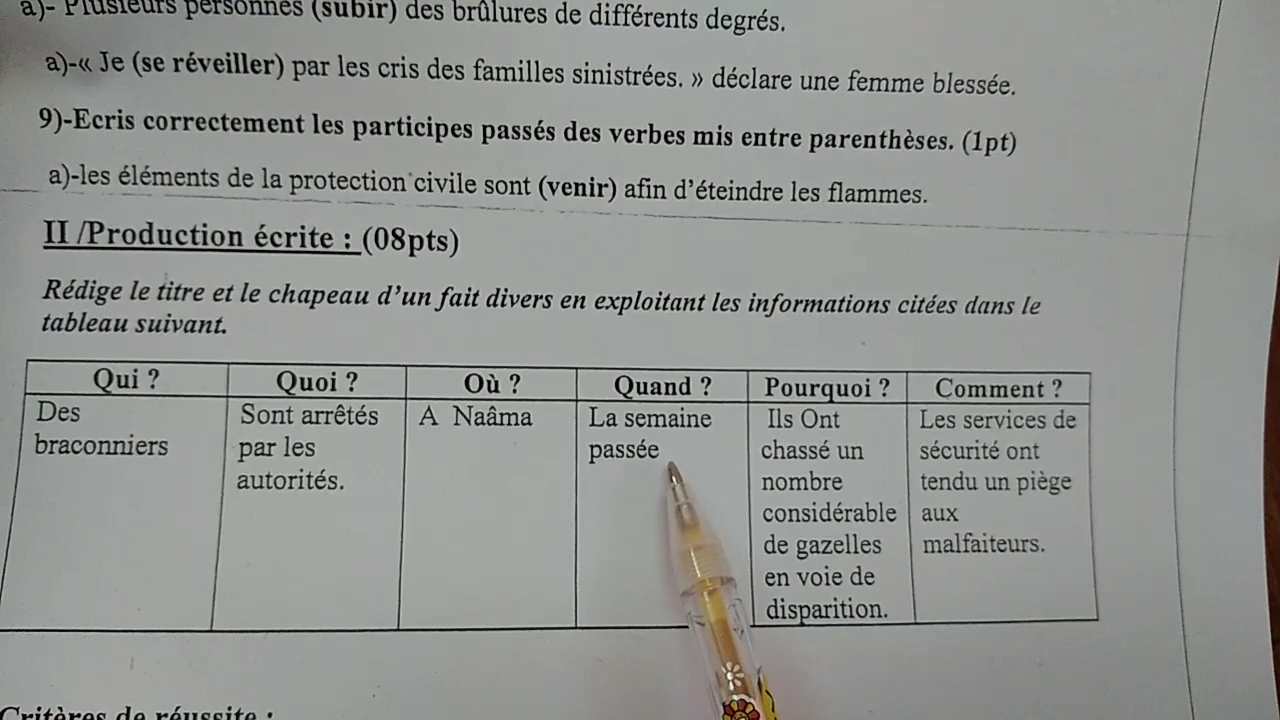 a)- Plusieurs personnes (subir) des brûlures de différents degrés.
a)-« Je (se réveiller) par les cris des familles sinistrées. » déclare une femme blessée.
9)-Ecris correctement les participes passés des verbes mis entre parenthèses. (1pt)
a)-les éléments de la protection civile sont (venir) afin d'éteindre les flammes.
II /Production écrite : (08pts)
Rédige le titre et le chapeau d'un fait divers en exploitant les informations citées dans le
tableau suivant.
Qui ?
Quoi ?
Où ?
Quand ?
Pourquoi ?
Comment ?
Des
braconniers
Sont arrêtés
par les
autorités.
A Naâma
La semaine
passée
Ils Ont
chassé un
nombre
considérable
de gazelles
en voie de
disparition.
Les services de
sécurité ont
tendu un piège
aux
malfaiteurs.
Critères de réussite :